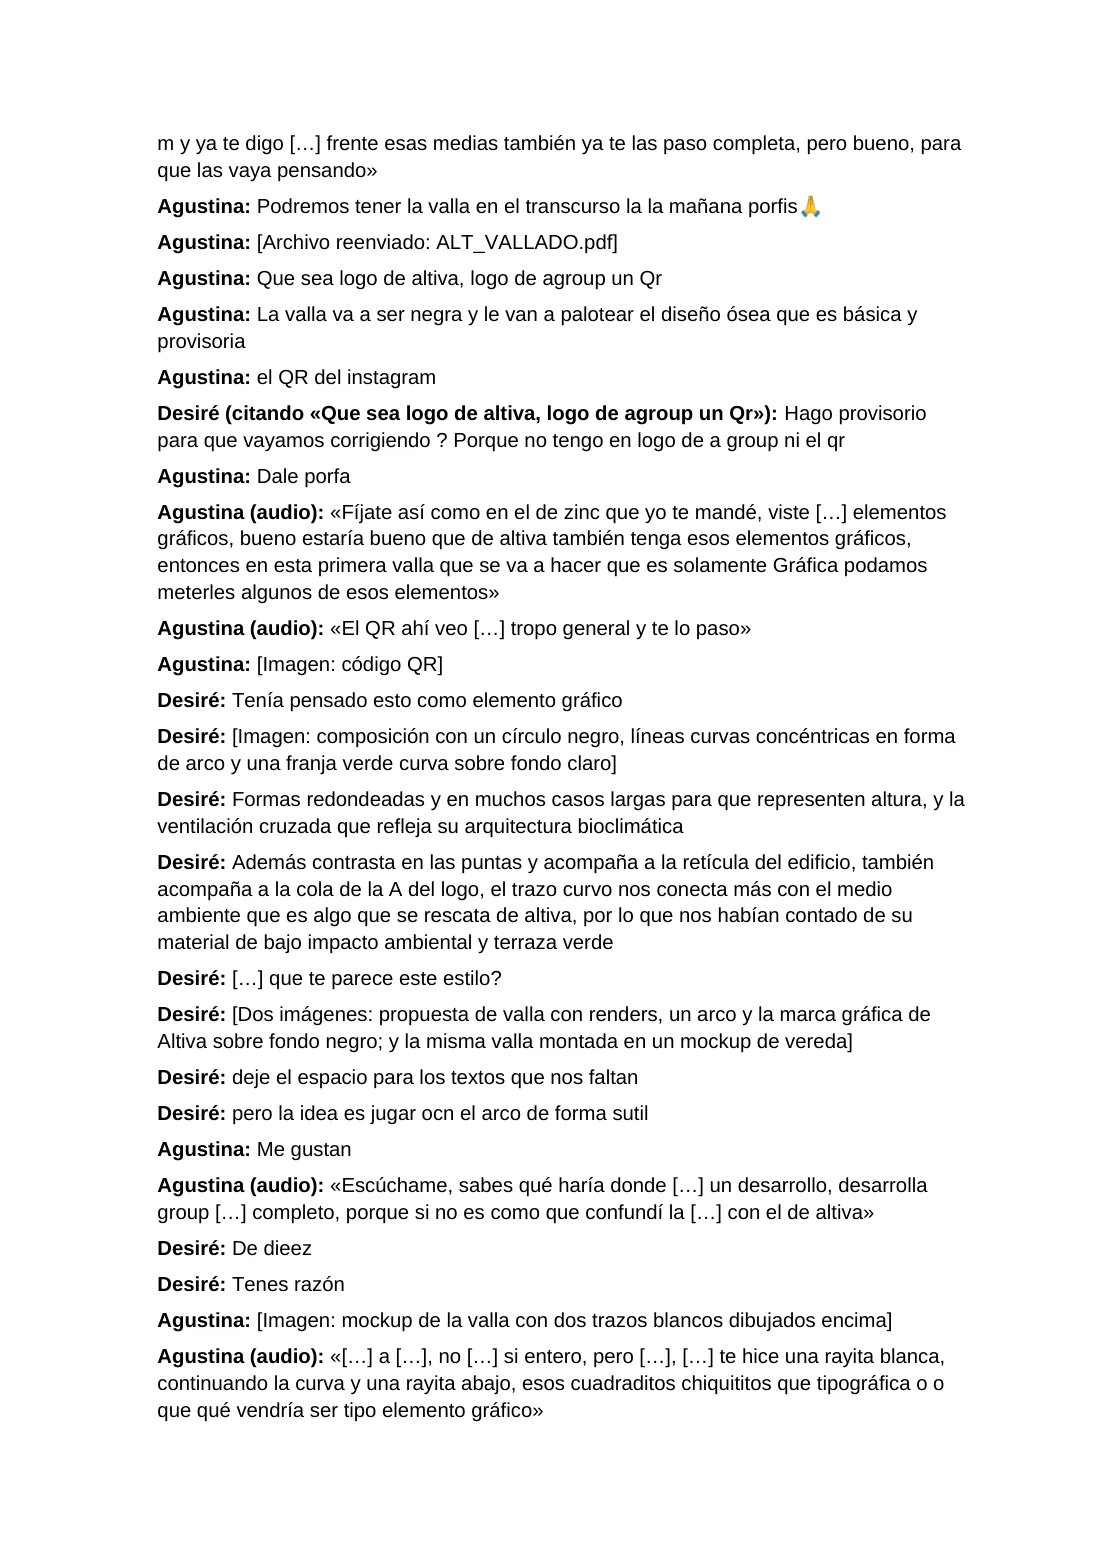 m y ya te digo […] frente esas medias también ya te las paso completa, pero bueno, para
que las vaya pensando»
Agustina: Podremos tener la valla en el transcurso la la mañana porfis🙏
Agustina: [Archivo reenviado: ALT_VALLADO.pdf]
Agustina: Que sea logo de altiva, logo de agroup un Qr
Agustina: La valla va a ser negra y le van a palotear el diseño ósea que es básica y
provisoria
Agustina: el QR del instagram
Desiré (citando «Que sea logo de altiva, logo de agroup un Qr»): Hago provisorio
para que vayamos corrigiendo ? Porque no tengo en logo de a group ni el qr
Agustina: Dale porfa
Agustina (audio): «Fíjate así como en el de zinc que yo te mandé, viste […] elementos
gráficos, bueno estaría bueno que de altiva también tenga esos elementos gráficos,
entonces en esta primera valla que se va a hacer que es solamente Gráfica podamos
meterles algunos de esos elementos»
Agustina (audio): «El QR ahí veo […] tropo general y te lo paso»
Agustina: [Imagen: código QR]
Desiré: Tenía pensado esto como elemento gráfico
Desiré: [Imagen: composición con un círculo negro, líneas curvas concéntricas en forma
de arco y una franja verde curva sobre fondo claro]
Desiré: Formas redondeadas y en muchos casos largas para que representen altura, y la
ventilación cruzada que refleja su arquitectura bioclimática
Desiré: Además contrasta en las puntas y acompaña a la retícula del edificio, también
acompaña a la cola de la A del logo, el trazo curvo nos conecta más con el medio
ambiente que es algo que se rescata de altiva, por lo que nos habían contado de su
material de bajo impacto ambiental y terraza verde
Desiré: […] que te parece este estilo?
Desiré: [Dos imágenes: propuesta de valla con renders, un arco y la marca gráfica de
Altiva sobre fondo negro; y la misma valla montada en un mockup de vereda]
Desiré: deje el espacio para los textos que nos faltan
Desiré: pero la idea es jugar ocn el arco de forma sutil
Agustina: Me gustan
Agustina (audio): «Escúchame, sabes qué haría donde […] un desarrollo, desarrolla
group […] completo, porque si no es como que confundí la […] con el de altiva»
Desiré: De dieez
Desiré: Tenes razón
Agustina: [Imagen: mockup de la valla con dos trazos blancos dibujados encima]
Agustina (audio): «[…] a […], no […] si entero, pero […], […] te hice una rayita blanca,
continuando la curva y una rayita abajo, esos cuadraditos chiquititos que tipográfica o o
que qué vendría ser tipo elemento gráfico»